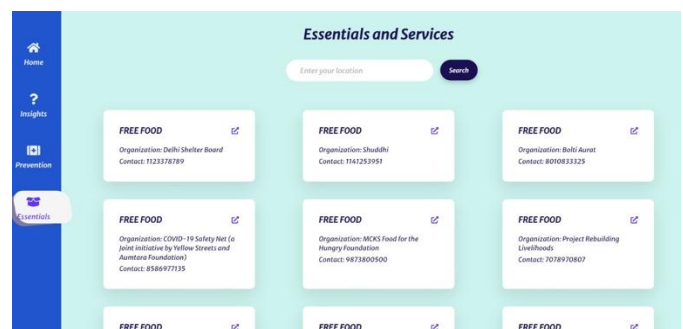 Essentials and Services
Home
Enter your location
Search
?
Insights
Prevention
Essentials
FREE FOOD
Organization: Delhi Shelter Board
Contact: 1123378789
FREE FOOD
Organization: Shuddhi
Contact: 1141253951
FREE FOOD
Organization: Bolti Aurat
Contact: 8010833325
FREE FOOD
Organization: COVID-19 Safety Net (a
Joint initiative by Yellow Streets and
Aumtara Foundation)
Contact: 8586977135
FREE FOOD
Organization: MCKS Food for the
Hungry Foundation
Contact: 9873800500
FREE FOOD
Organization: Project Rebuilding
Livelihoods
Contact: 7078970807
FREE FOOD
FREE FOOD
FREE FOOD